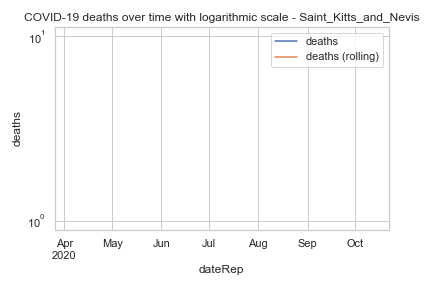 COVID-19 deaths over time with logarithmic scale - Saint_Kitts_and_Nevis
10¹
deaths
deaths (rolling)
deaths
10⁰
Apr May Jun Jul Aug Sep Oct
2020
dateRep